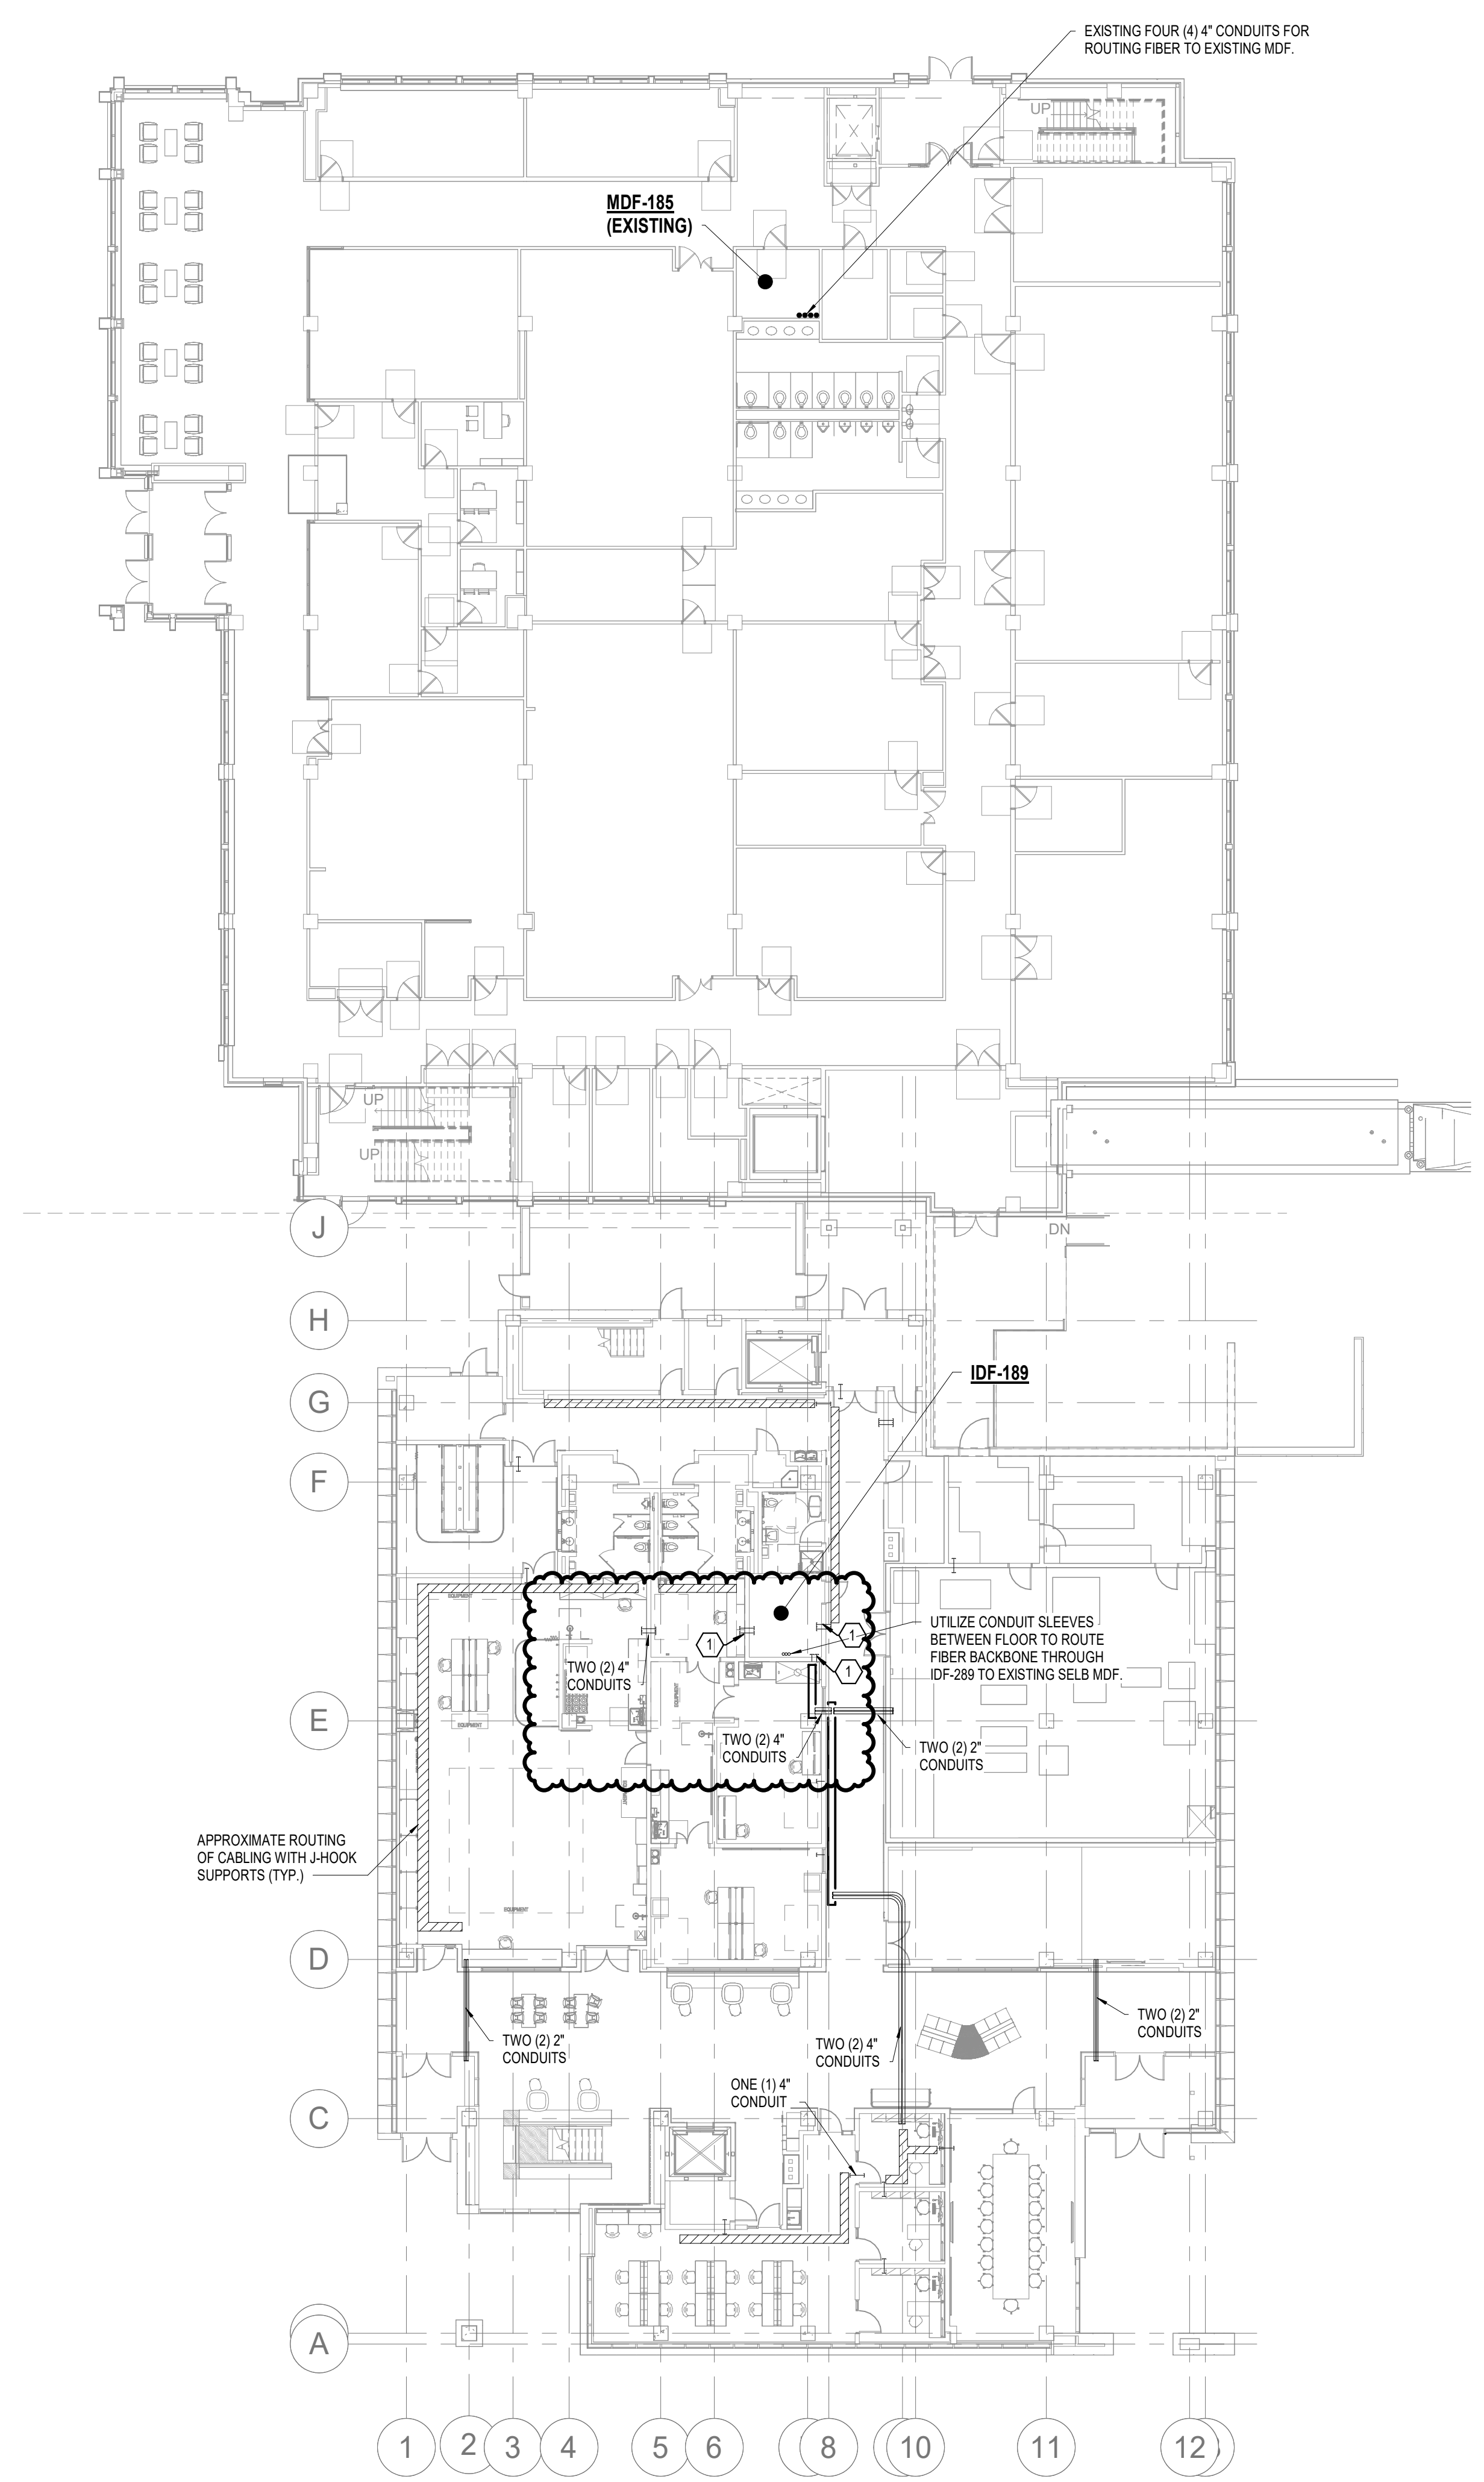 EXISTING FOUR (4) 4" CONDUITS FOR
ROUTING FIBER TO EXISTING MDF.
UP
MDF-185
(EXISTING)
UP
UP
J
DN
H
IDF-189
G
F
EQUIPMENT
1
1
1
UTILIZE CONDUIT SLEEVES
BETWEEN FLOOR TO ROUTE
FIBER BACKBONE THROUGH
IDF-289 TO EXISTING SELB MDF.
TWO (2) 4"
CONDUITS
EQUIPMENT
E
EQUIPMENT
TWO (2) 4"
CONDUITS
TWO (2) 2"
CONDUITS
APPROXIMATE ROUTING
OF CABLING WITH J-HOOK
SUPPORTS (TYP.)
EQUIPMENT
D
TWO (2) 2"
CONDUITS
TWO (2) 4"
CONDUITS
TWO (2) 2"
CONDUITS
ONE (1) 4"
CONDUIT
C
A
1
2
3
4
5
6
8
10
11
12